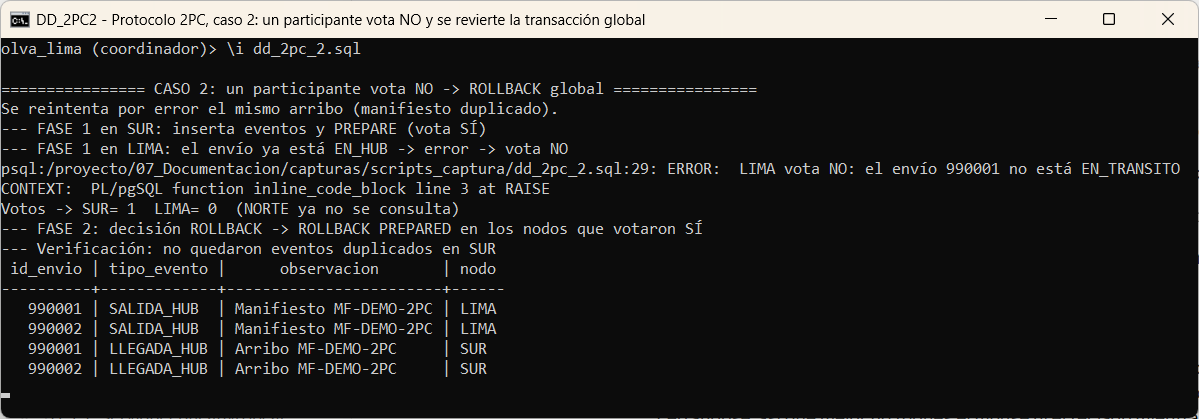 DD_2PC2 - Protocolo 2PC, caso 2: un participante vota NO y se revierte la transacción global
olva_lima (coordinador)> \i dd_2pc_2.sql
================ CASO 2: un participante vota NO -> ROLLBACK global ================
Se reintenta por error el mismo arribo (manifiesto duplicado).
--- FASE 1 en SUR: inserta eventos y PREPARE (vota SÍ)
--- FASE 1 en LIMA: el envío ya está EN_HUB -> error -> vota NO
psql:/proyecto/07_Documentacion/capturas/scripts_captura/dd_2pc_2.sql:29: ERROR:  LIMA vota NO: el envío 990001 no está EN_TRANSITO
CONTEXT:  PL/pgSQL function inline_code_block line 3 at RAISE
Votos -> SUR= 1  LIMA= 0  (NORTE ya no se consulta)
--- FASE 2: decisión ROLLBACK -> ROLLBACK PREPARED en los nodos que votaron SÍ
--- Verificación: no quedaron eventos duplicados en SUR
 id_envio | tipo_evento |      observacion       | nodo
----------+-------------+------------------------+------
   990001 | SALIDA_HUB  | Manifiesto MF-DEMO-2PC | LIMA
   990002 | SALIDA_HUB  | Manifiesto MF-DEMO-2PC | LIMA
   990001 | LLEGADA_HUB | Arribo MF-DEMO-2PC     | SUR
   990002 | LLEGADA_HUB | Arribo MF-DEMO-2PC     | SUR